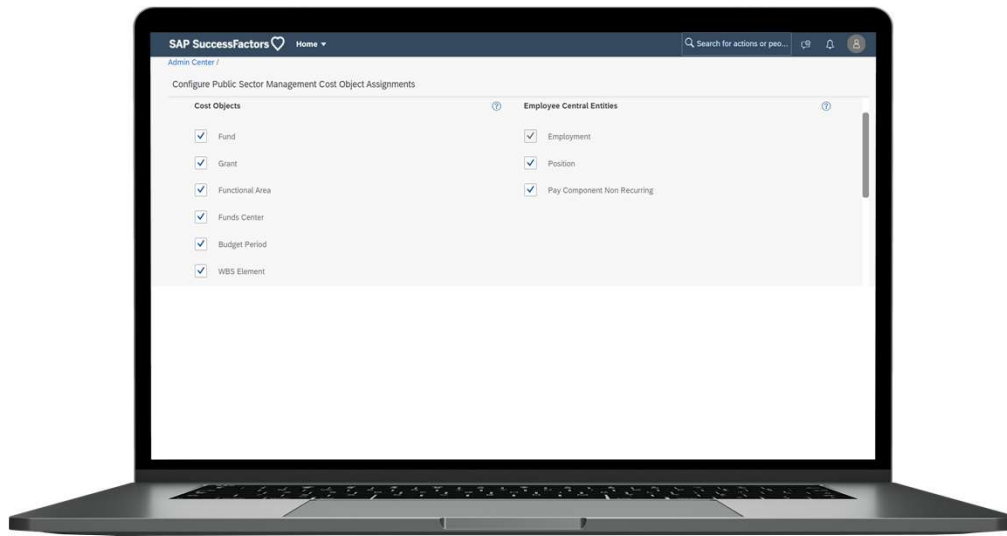 SAP SuccessFactors Home
Search for actions or peo...
Admin Center /
Configure Public Sector Management Cost Object Assignments
Cost Objects
Employee Central Entities
Fund
Employment
Grant
Position
Functional Area
Pay Component Non Recurring
Funds Center
Budget Period
WBS Element